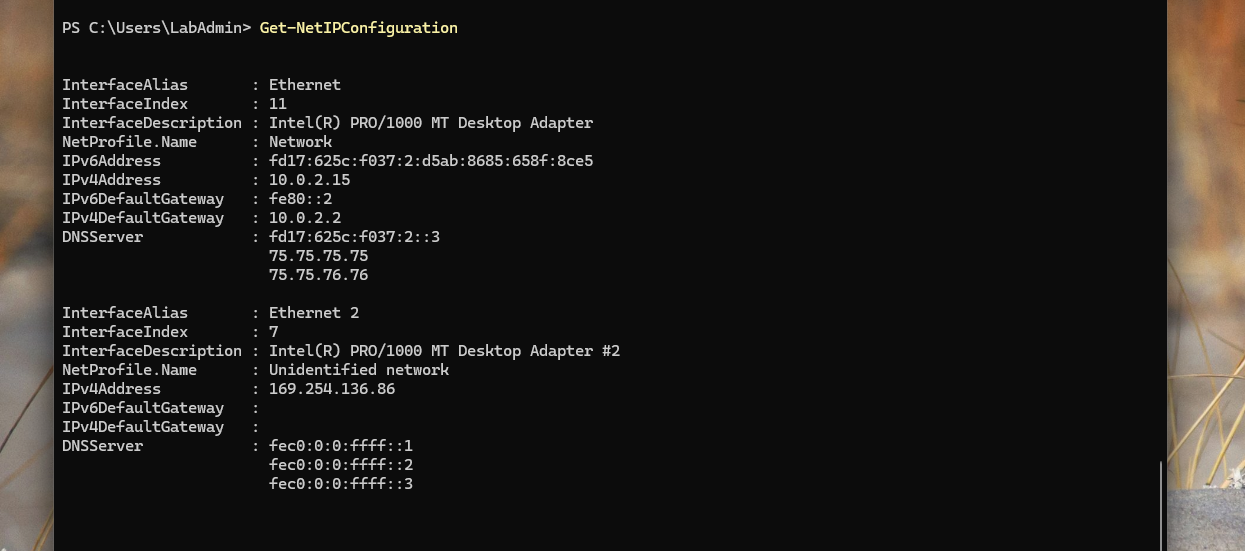 PS C:\Users\LabAdmin> Get-NetIPConfiguration
InterfaceAlias : Ethernet
InterfaceIndex : 11
InterfaceDescription : Intel(R) PRO/1000 MT Desktop Adapter
NetProfile.Name : Network
IPv6Address : fd17:625c:f037:2:d5ab:8685:658f:8ce5
IPv4Address : 10.0.2.15
IPv6DefaultGateway : fe80::2
IPv4DefaultGateway : 10.0.2.2
DNSServer : fd17:625c:f037:2::3
75.75.75.75
75.75.76.76
InterfaceAlias : Ethernet 2
InterfaceIndex : 7
InterfaceDescription : Intel(R) PRO/1000 MT Desktop Adapter #2
NetProfile.Name : Unidentified network
IPv4Address : 169.254.136.86
IPv6DefaultGateway :
IPv4DefaultGateway :
DNSServer : fec0:0:0:ffff::1
fec0:0:0:ffff::2
fec0:0:0:ffff::3